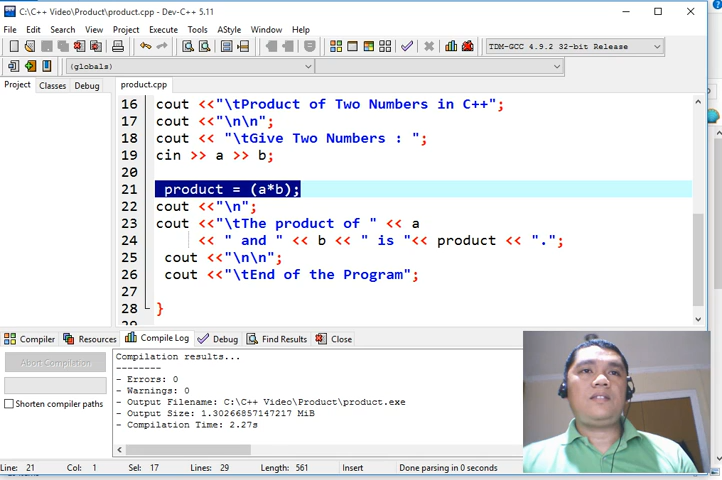 C:\C++ Video\Product\product.cpp - Dev-C++ 5.11
File Edit Search View Project Execute Tools AStyle Window Help
TDM-GCC 4.9.2 32-bit Release
(globals)
Project Classes Debug
product.cpp
16 cout <<"\tProduct of Two Numbers in C++";
17 cout <<"\n\n";
18 cout << "\tGive Two Numbers : ";
19 cin >> a >> b;
20
21 product = (a*b);
22 cout <<"\n";
23 cout <<"\tThe product of " << a
24 << " and " << b << " is "<< product << ".";
25 cout <<"\n\n";
26 cout <<"\tEnd of the Program";
27
28 }
29
Compiler Resources Compile Log Debug Find Results Close
Abort Compilation
Shorten compiler paths
Compilation results...
--------
- Errors: 0
- Warnings: 0
- Output Filename: C:\C++ Video\Product\product.exe
- Output Size: 1.30266857147217 MiB
- Compilation Time: 2.27s
Line: 21 Col: 1 Sel: 17 Lines: 29 Length: 561 Insert Done parsing in 0 seconds